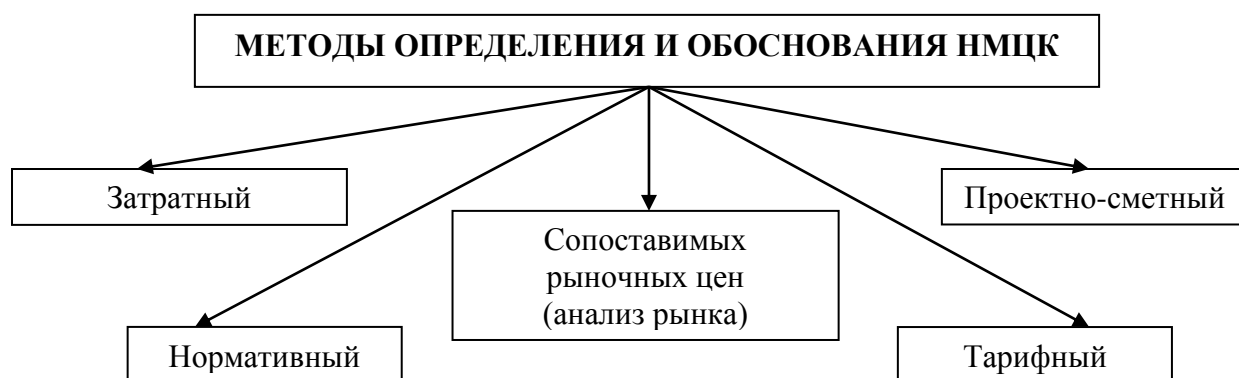 МЕТОДЫ ОПРЕДЕЛЕНИЯ И ОБОСНОВАНИЯ НМЦК
Затратный
Проектно-сметный
Сопоставимых
рыночных цен
(анализ рынка)
Нормативный
Тарифный